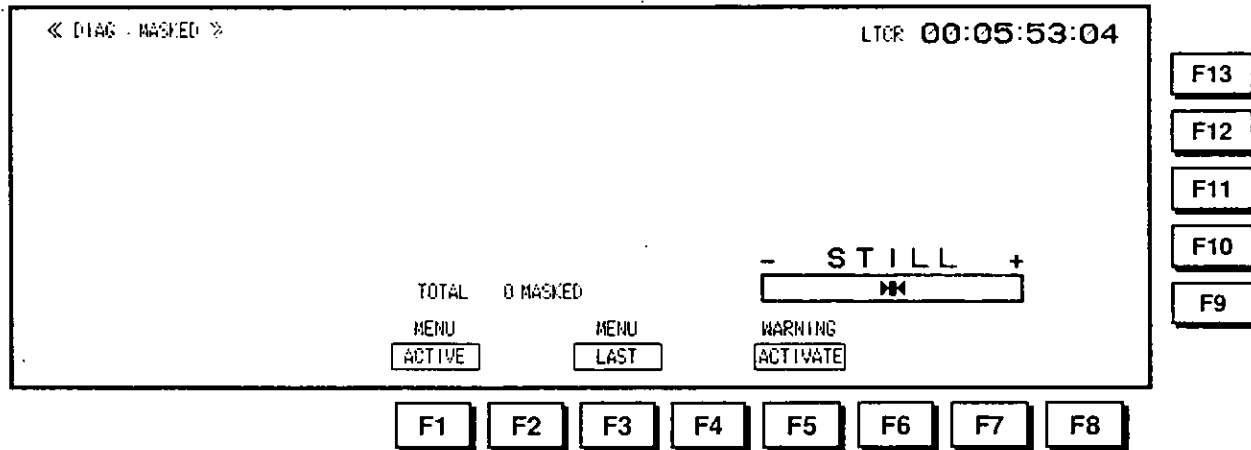 ≪ DIAG - MASKED ≫ LTCR 00:05:53:04
F13
F12
F11
F10
- STILL +
TOTAL 0 MASKED
F9
MENU MENU WARNING
ACTIVE LAST ACTIVATE
F1 F2 F3 F4 F5 F6 F7 F8